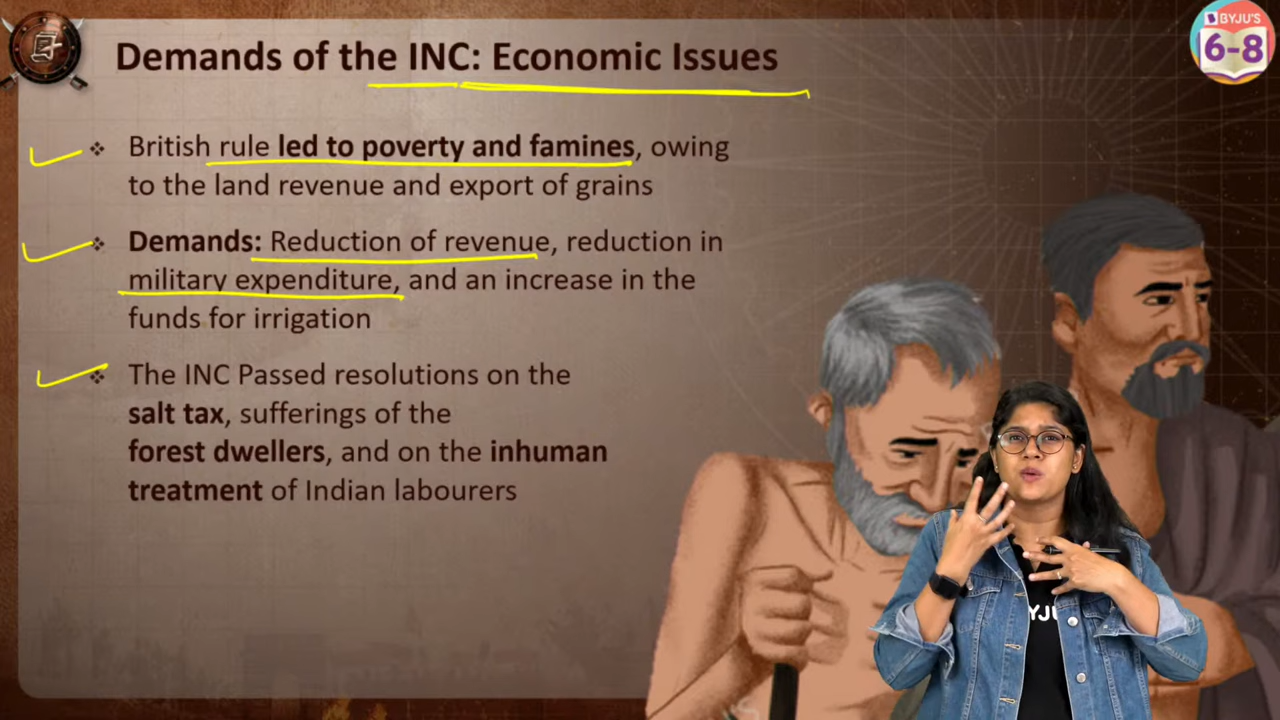 Demands of the INC: Economic Issues
BYJU'S
6-8
❖ British rule led to poverty and famines, owing
to the land revenue and export of grains
❖ Demands: Reduction of revenue, reduction in
military expenditure, and an increase in the
funds for irrigation
❖ The INC Passed resolutions on the
salt tax, sufferings of the
forest dwellers, and on the inhuman
treatment of Indian labourers
YJU